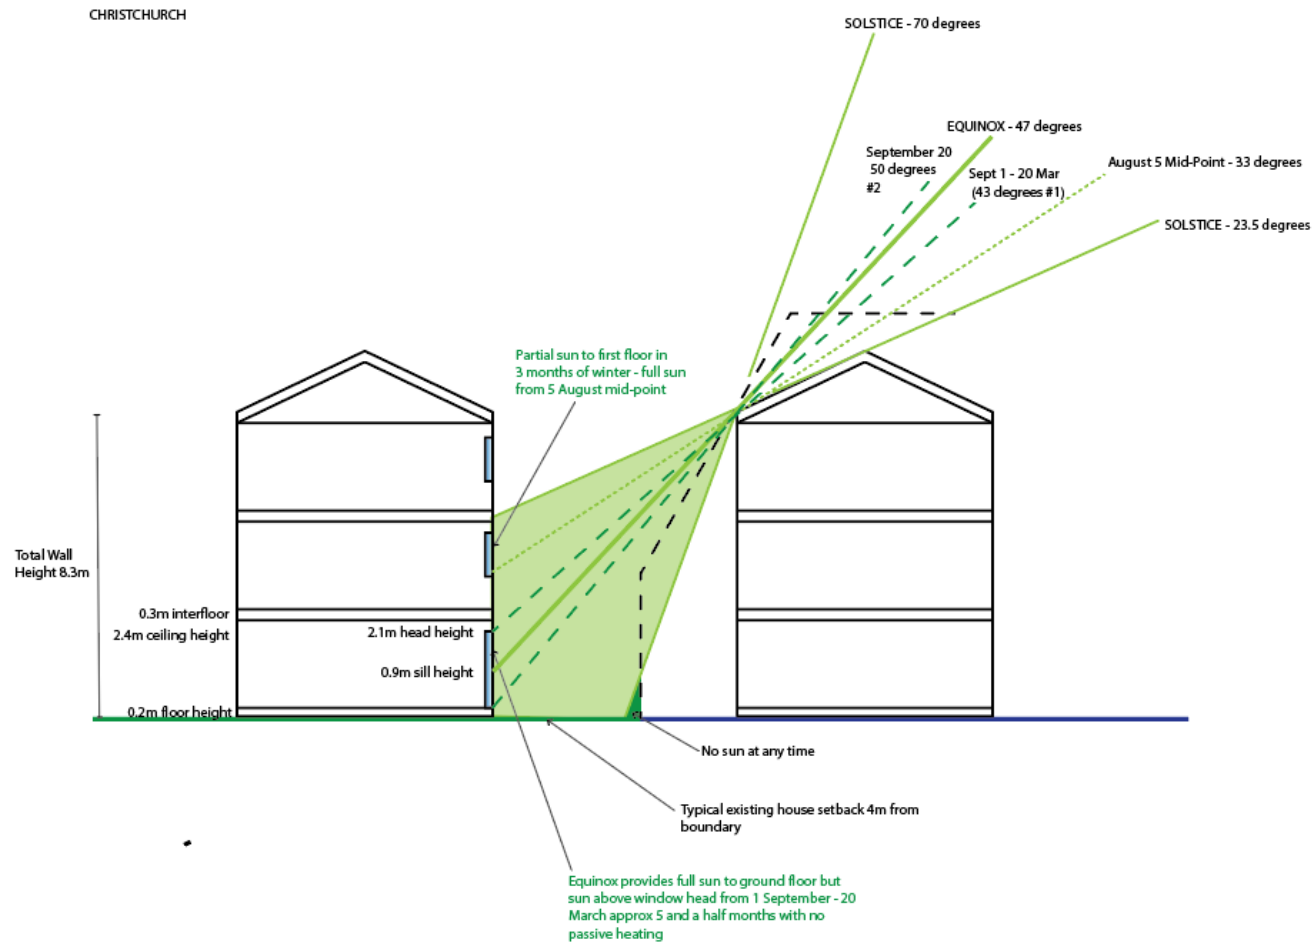 CHRISTCHURCH
SOLSTICE - 70 degrees
EQUINOX - 47 degrees
September 20
50 degrees
#2
Sept 1 - 20 Mar
(43 degrees #1)
August 5 Mid-Point - 33 degrees
SOLSTICE - 23.5 degrees
Partial sun to first floor in
3 months of winter - full sun
from 5 August mid-point
Total Wall
Height 8.3m
0.3m interfloor
2.4m ceiling height
2.1m head height
0.9m sill height
0.2m floor height
No sun at any time
Typical existing house setback 4m from
boundary
Equinox provides full sun to ground floor but
sun above window head from 1 September - 20
March approx 5 and a half months with no
passive heating